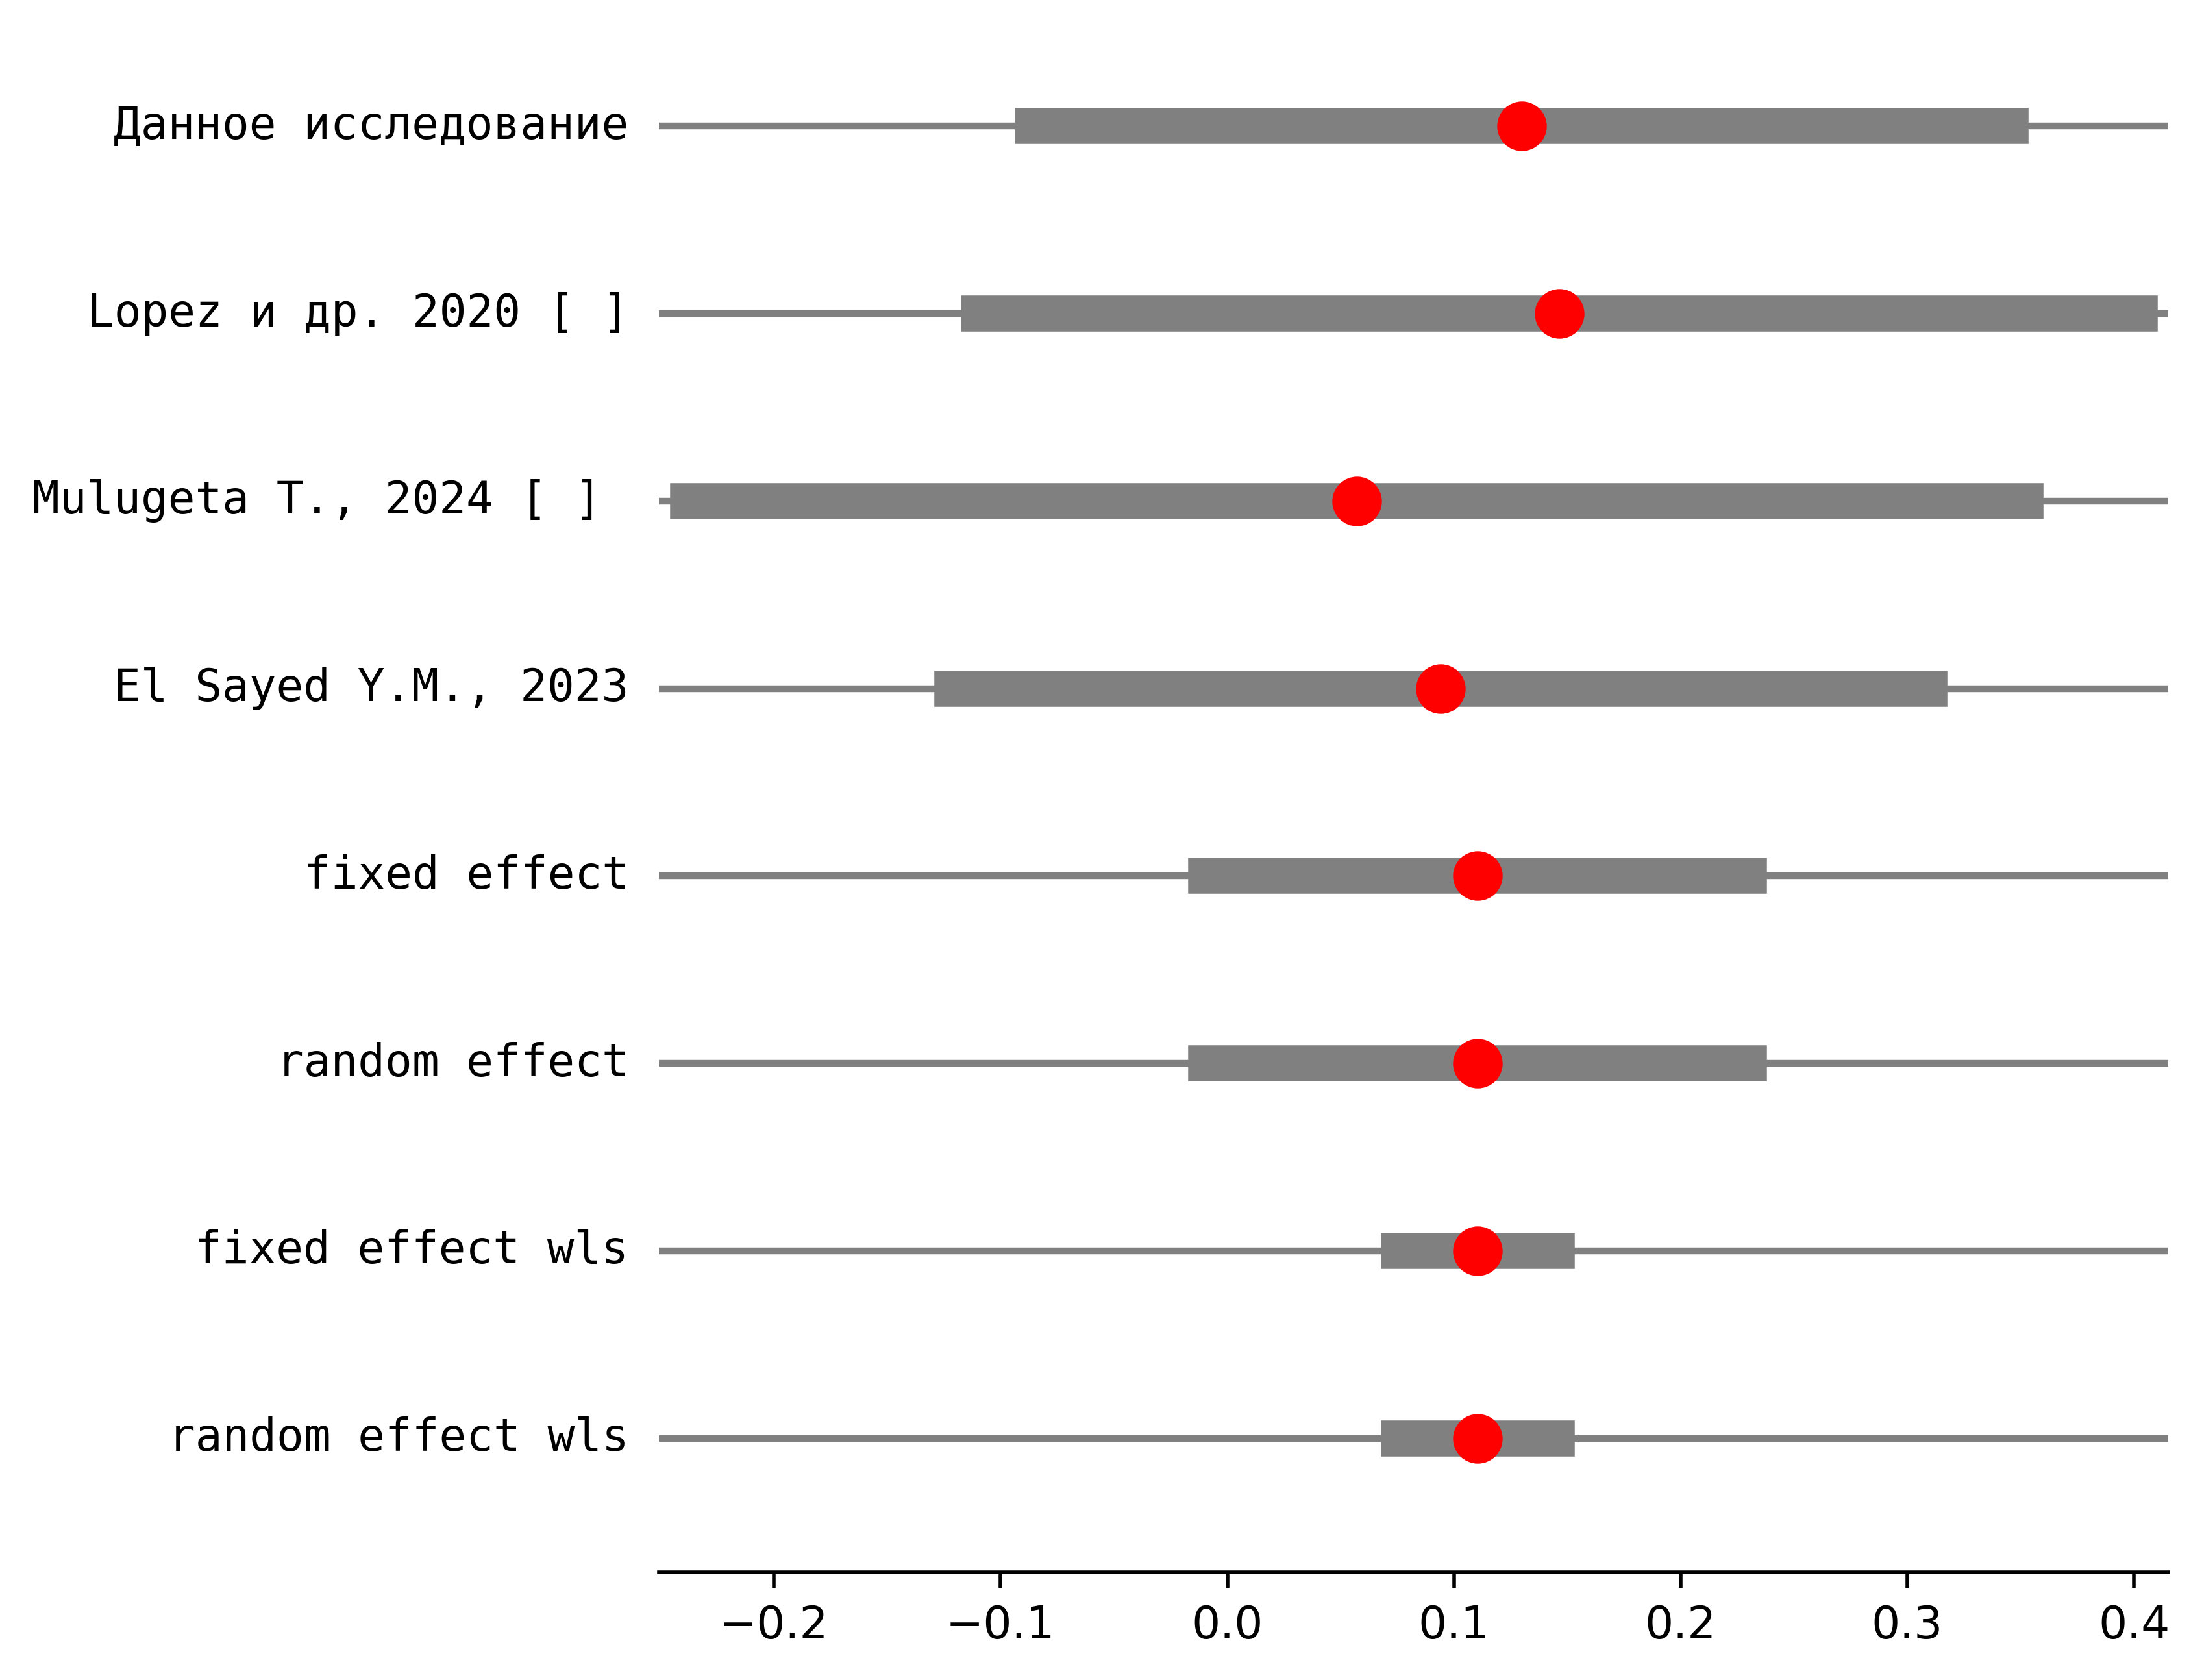 Данное исследование
Lopez и др. 2020 [ ]
Mulugeta T., 2024 [ ]
El Sayed Y.M., 2023
fixed effect
random effect
fixed effect wls
random effect wls
−0.2 −0.1 0.0 0.1 0.2 0.3 0.4